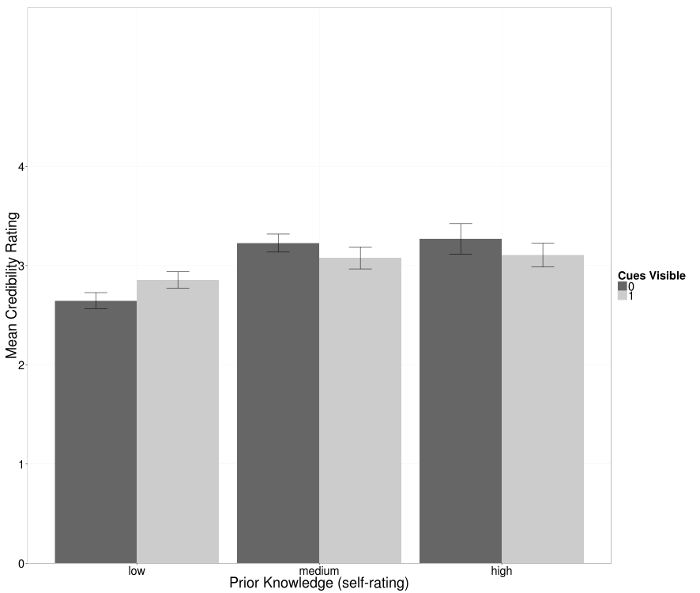 4
3
2
1
0
Mean Credibility Rating
low
medium
high
Prior Knowledge (self-rating)
Cues Visible
0
1